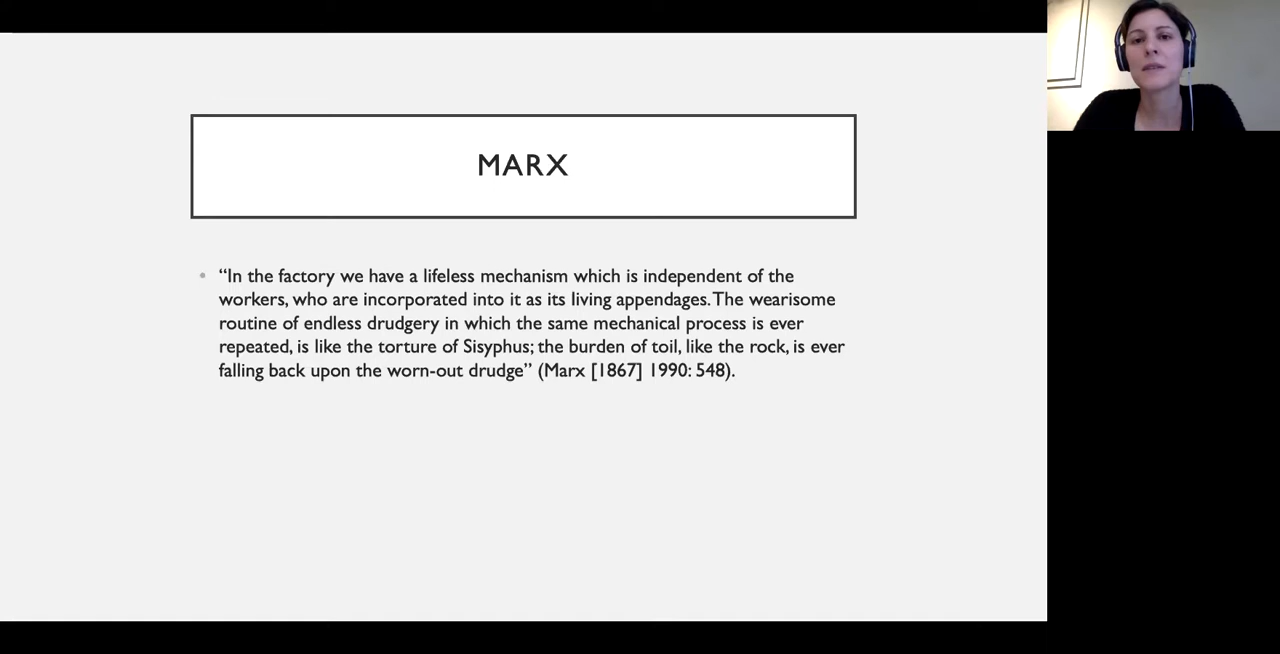 MARX
“In the factory we have a lifeless mechanism which is independent of the
workers, who are incorporated into it as its living appendages. The wearisome
routine of endless drudgery in which the same mechanical process is ever
repeated, is like the torture of Sisyphus; the burden of toil, like the rock, is ever
falling back upon the worn-out drudge” (Marx [1867] 1990: 548).